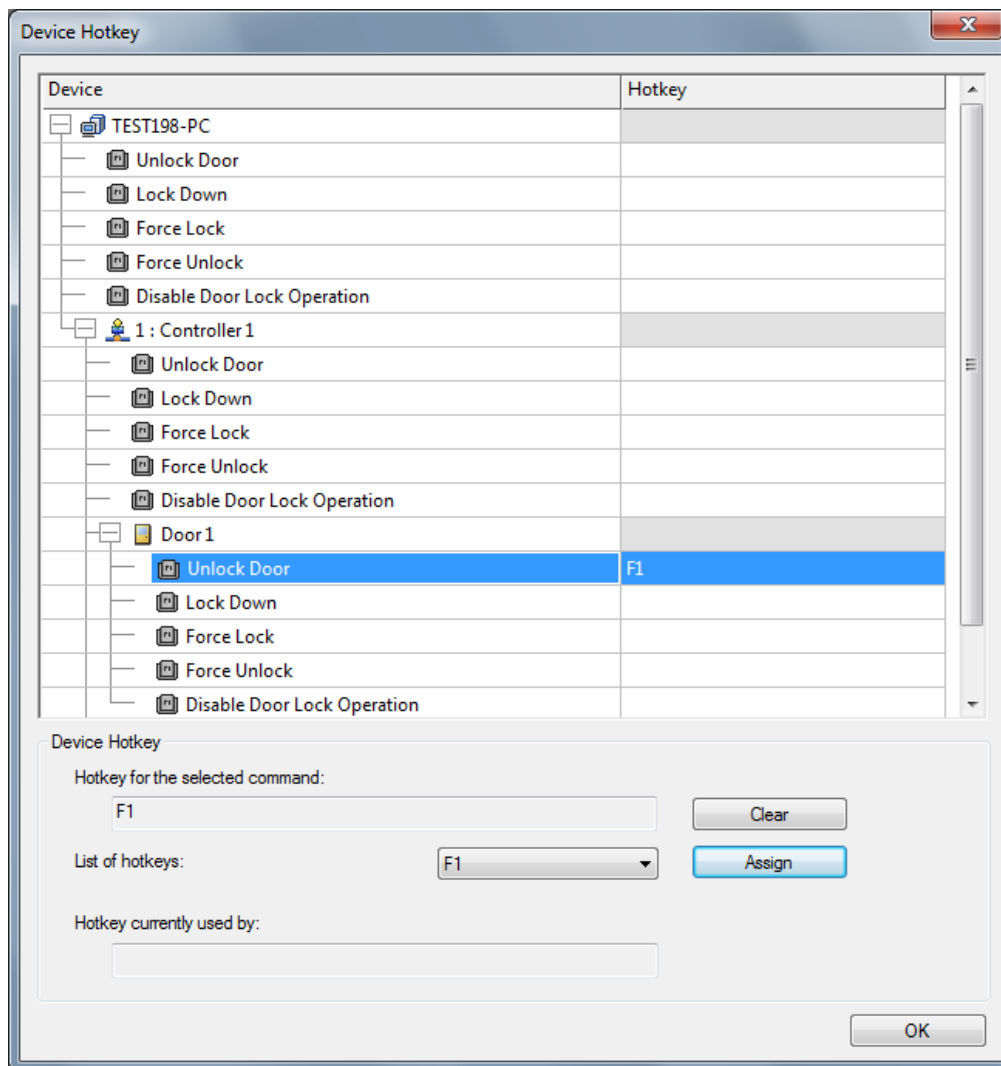 Device Hotkey
Device Hotkey
TEST198-PC
Unlock Door
Lock Down
Force Lock
Force Unlock
Disable Door Lock Operation
1 : Controller 1
Unlock Door
Lock Down
Force Lock
Force Unlock
Disable Door Lock Operation
Door 1
Unlock Door F1
Lock Down
Force Lock
Force Unlock
Disable Door Lock Operation
Device Hotkey
Hotkey for the selected command:
F1 Clear
List of hotkeys: F1 Assign
Hotkey currently used by:
OK